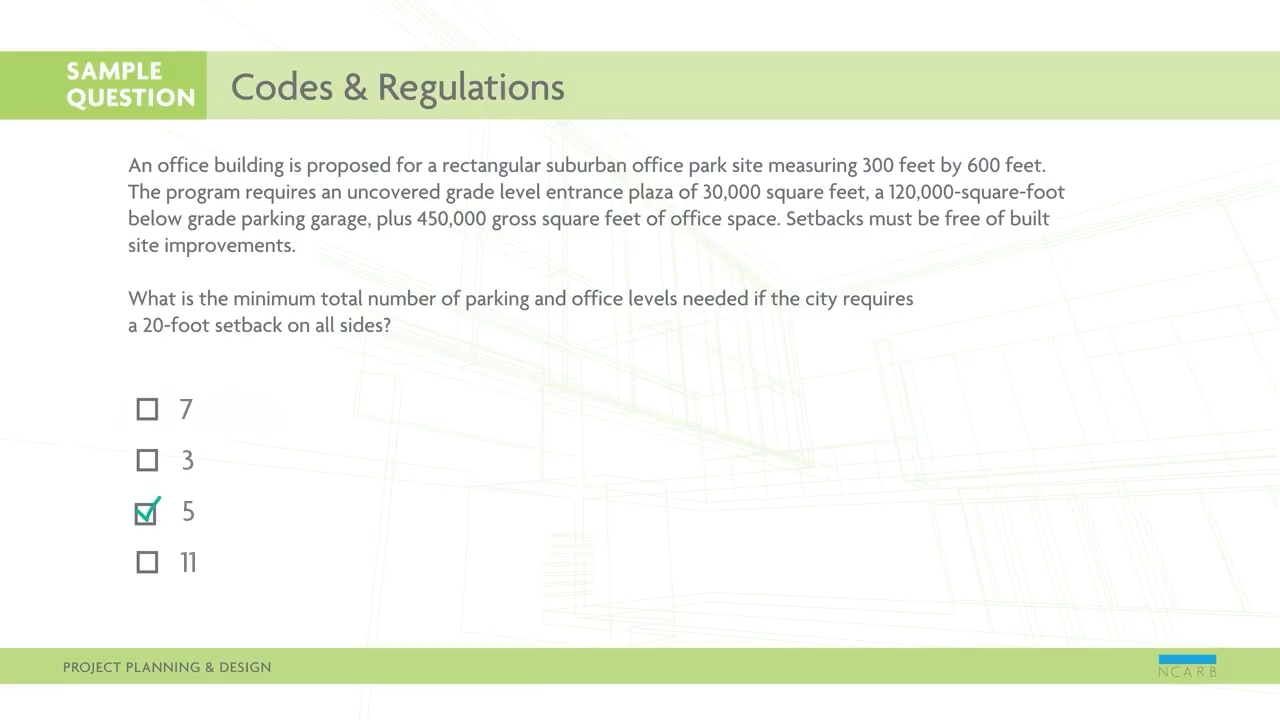 SAMPLE
QUESTION
Codes & Regulations
An office building is proposed for a rectangular suburban office park site measuring 300 feet by 600 feet.
The program requires an uncovered grade level entrance plaza of 30,000 square feet, a 120,000-square-foot
below grade parking garage, plus 450,000 gross square feet of office space. Setbacks must be free of built
site improvements.
What is the minimum total number of parking and office levels needed if the city requires
a 20-foot setback on all sides?
7
3
5
11
PROJECT PLANNING & DESIGN
NCARB